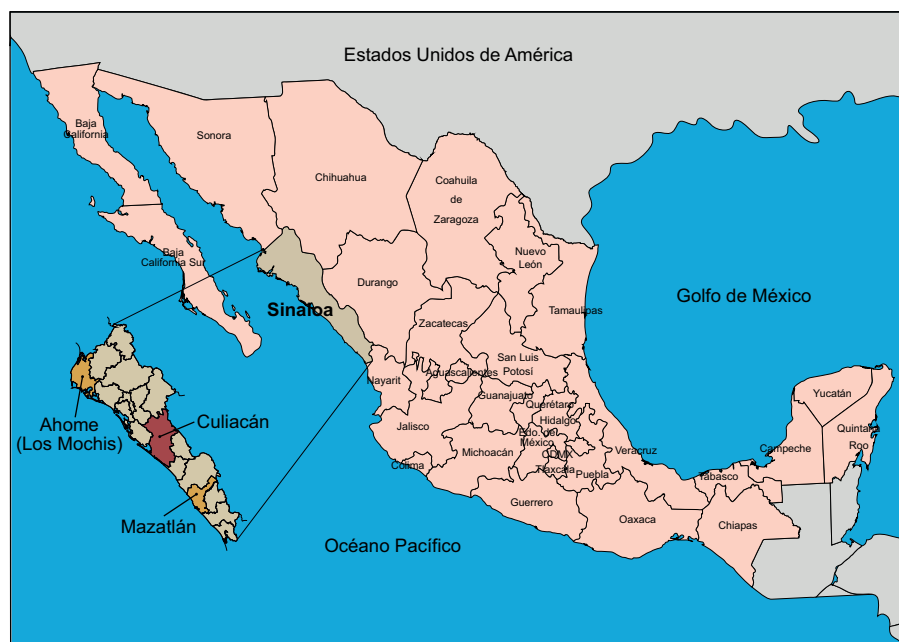 Estados Unidos de América
Baja
California
Sonora
Chihuahua
Coahuila
de
Zaragoza
Nuevo
León
Baja
California Sur
Durango
Sinaloa
Golfo de México
Tamaulipas
Zacatecas
San Luis
Potosí
Nayarit
Aguascalientes
Guanajuato
Querétaro
Hidalgo
Yucatán
Quintana
Roo
Campeche
Jalisco
Edo. del
México
Veracruz
Michoacán
CDMX
Tlaxcala
Puebla
Colima
Tabasco
Guerrero
Oaxaca
Chiapas
Ahome
(Los Mochis)
Culiacán
Mazatlán
Océano Pacífico